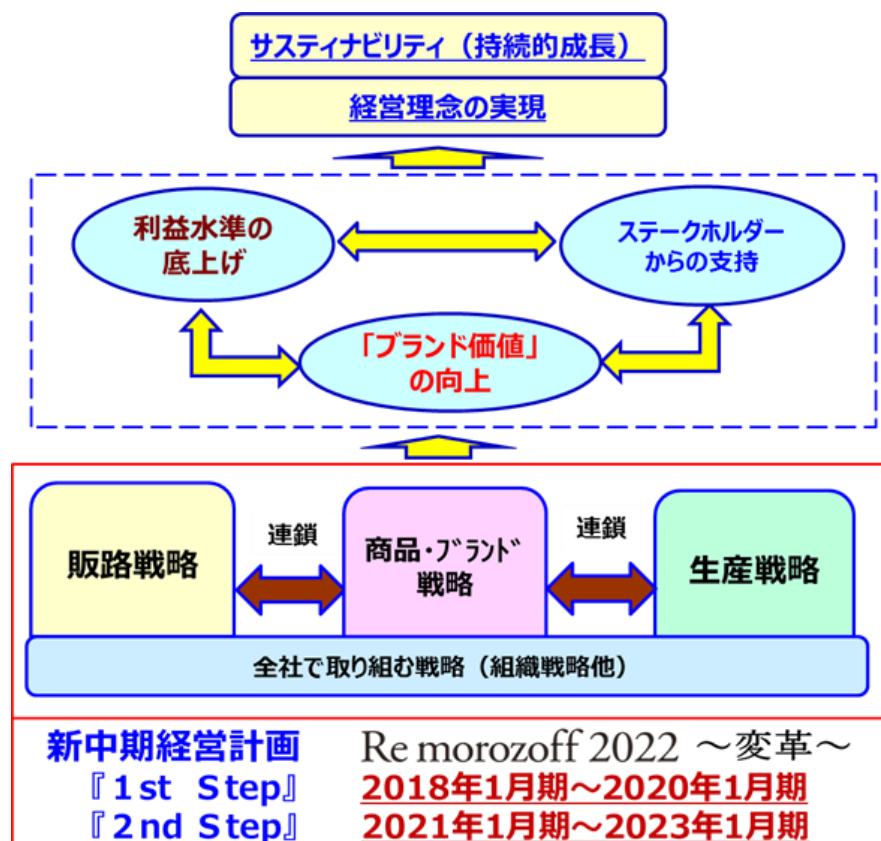 サスティナビリティ（持続的成長）
経営理念の実現
利益水準の
底上げ
ステークホルダー
からの支持
「ブランド価値」
の向上
販路戦略
連鎖
商品・ﾌﾞﾗﾝﾄﾞ
戦略
連鎖
生産戦略
全社で取り組む戦略（組織戦略他）
新中期経営計画 Re morozoff 2022 ～変革～
『1st Step』 2018年1月期～2020年1月期
『2nd Step』 2021年1月期～2023年1月期